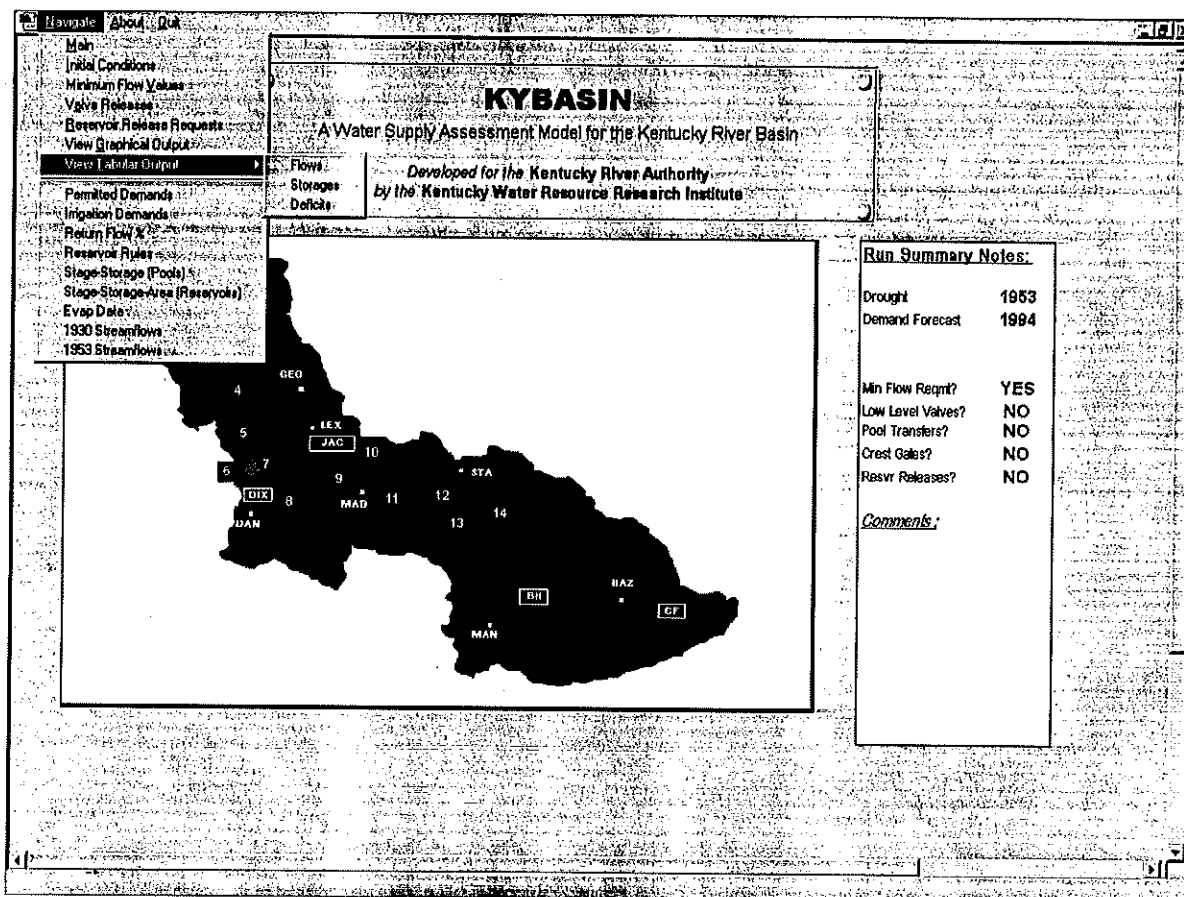 Navigate About Quit
Main
Initial Conditions
Minimum Flow Values
Valve Releases
Reservoir Release Requests
View Graphical Output
View Tabular Output
Permitted Demands
Irrigation Demands
Return Flow %
Reservoir Rules
Stage-Storage (Pools)
Stage-Storage-Area (Reservoirs)
Evap Data
1930 Streamflows
1953 Streamflows
Flows
Storages
Deficits
KYBASIN
A Water Supply Assessment Model for the Kentucky River Basin
Developed for the Kentucky River Authority
by the Kentucky Water Resource Research Institute
GEO
4
LEX
5
JAC
10
6
7
9
STA
DIX
8
MAD
11
12
14
DAN
13
BH
HAZ
CF
MAN
Run Summary Notes:
Drought 1953
Demand Forecast 1994
Min Flow Reqmt? YES
Low Level Valves? NO
Pool Transfers? NO
Crest Gates? NO
Resvr Releases? NO
Comments: